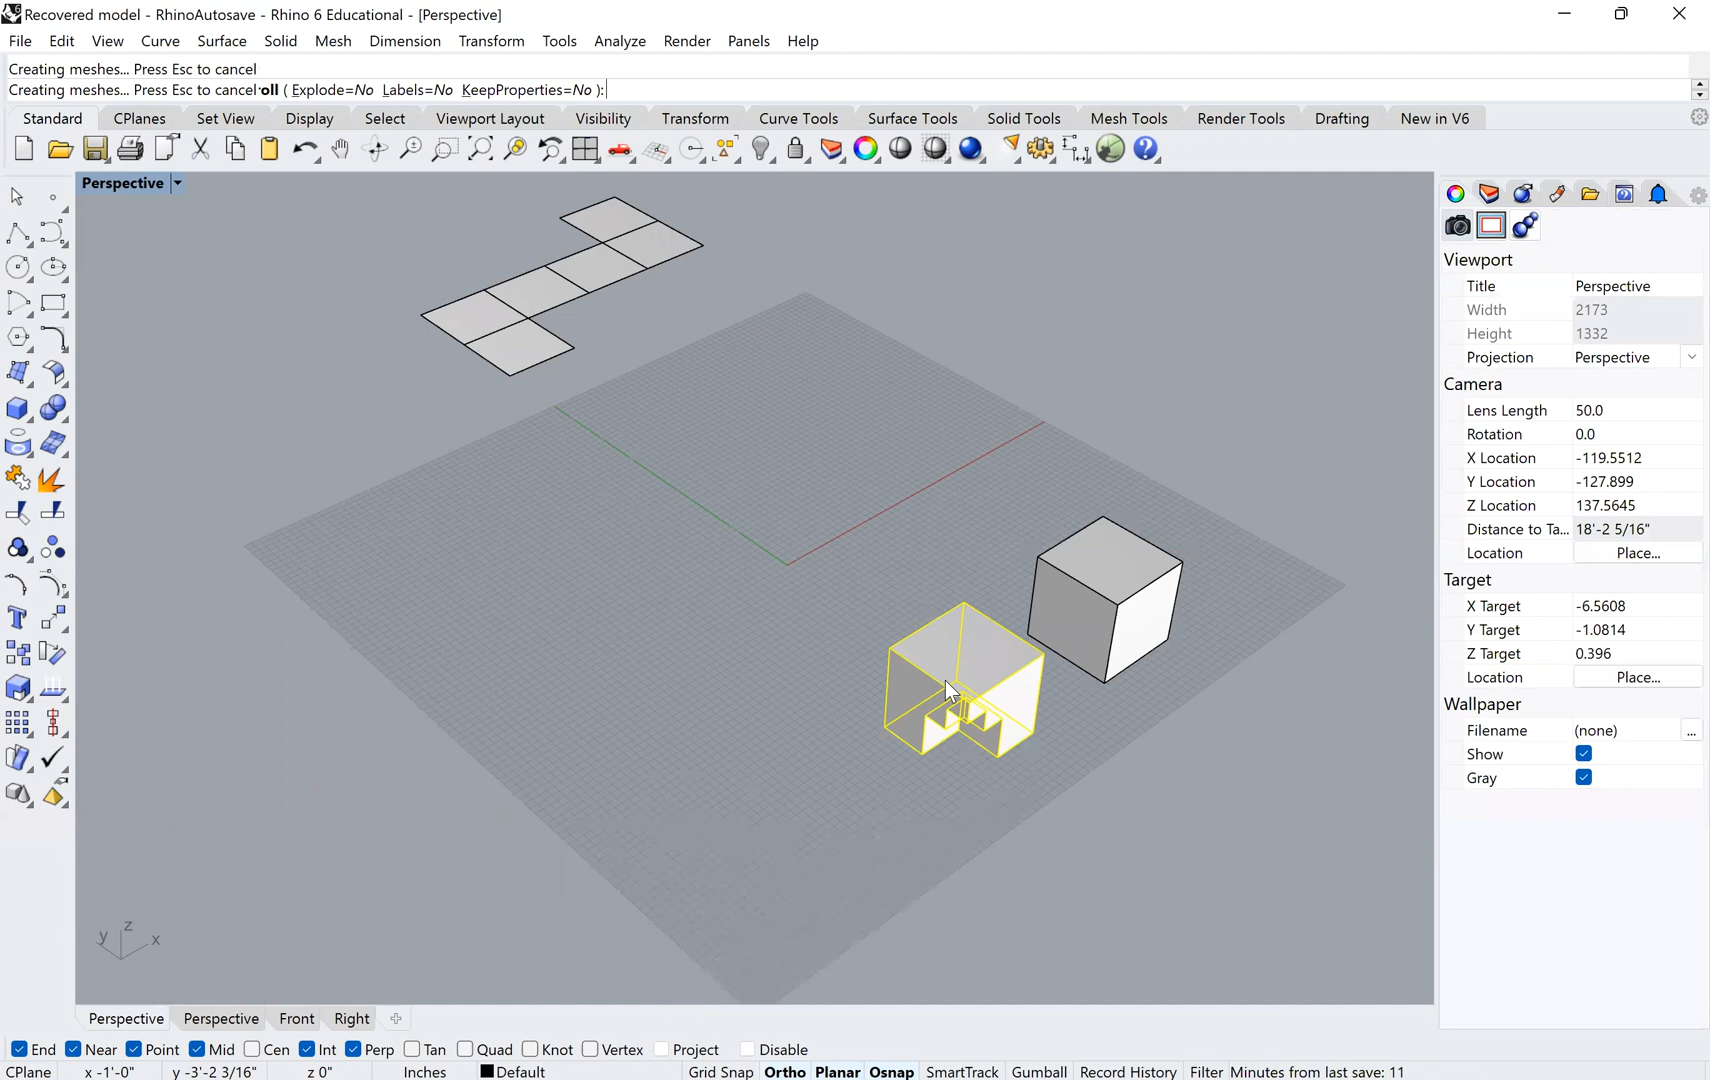 Recovered model - RhinoAutosave - Rhino 6 Educational - [Perspective]
File Edit View Curve Surface Solid Mesh Dimension Transform Tools Analyze Render Panels Help
Creating meshes... Press Esc to cancel
Creating meshes... Press Esc to cancel oll ( Explode=No Labels=No KeepProperties=No ):
Standard CPlanes Set View Display Select Viewport Layout Visibility Transform Curve Tools Surface Tools Solid Tools Mesh Tools Render Tools Drafting New in V6
Perspective
Viewport
Title Perspective
Width 2173
Height 1332
Projection Perspective
Camera
Lens Length 50.0
Rotation 0.0
X Location -119.5512
Y Location -127.899
Z Location 137.5645
Distance to Ta... 18'-2 5/16"
Location Place...
Target
X Target -6.5608
Y Target -1.0814
Z Target 0.396
Location Place...
Wallpaper
Filename (none) ...
Show
Gray
z
y x
Perspective Perspective Front Right
End Near Point Mid Cen Int Perp Tan Quad Knot Vertex Project Disable
CPlane x -1'-0" y -3'-2 3/16" z 0" Inches Default Grid Snap Ortho Planar Osnap SmartTrack Gumball Record History Filter Minutes from last save: 11